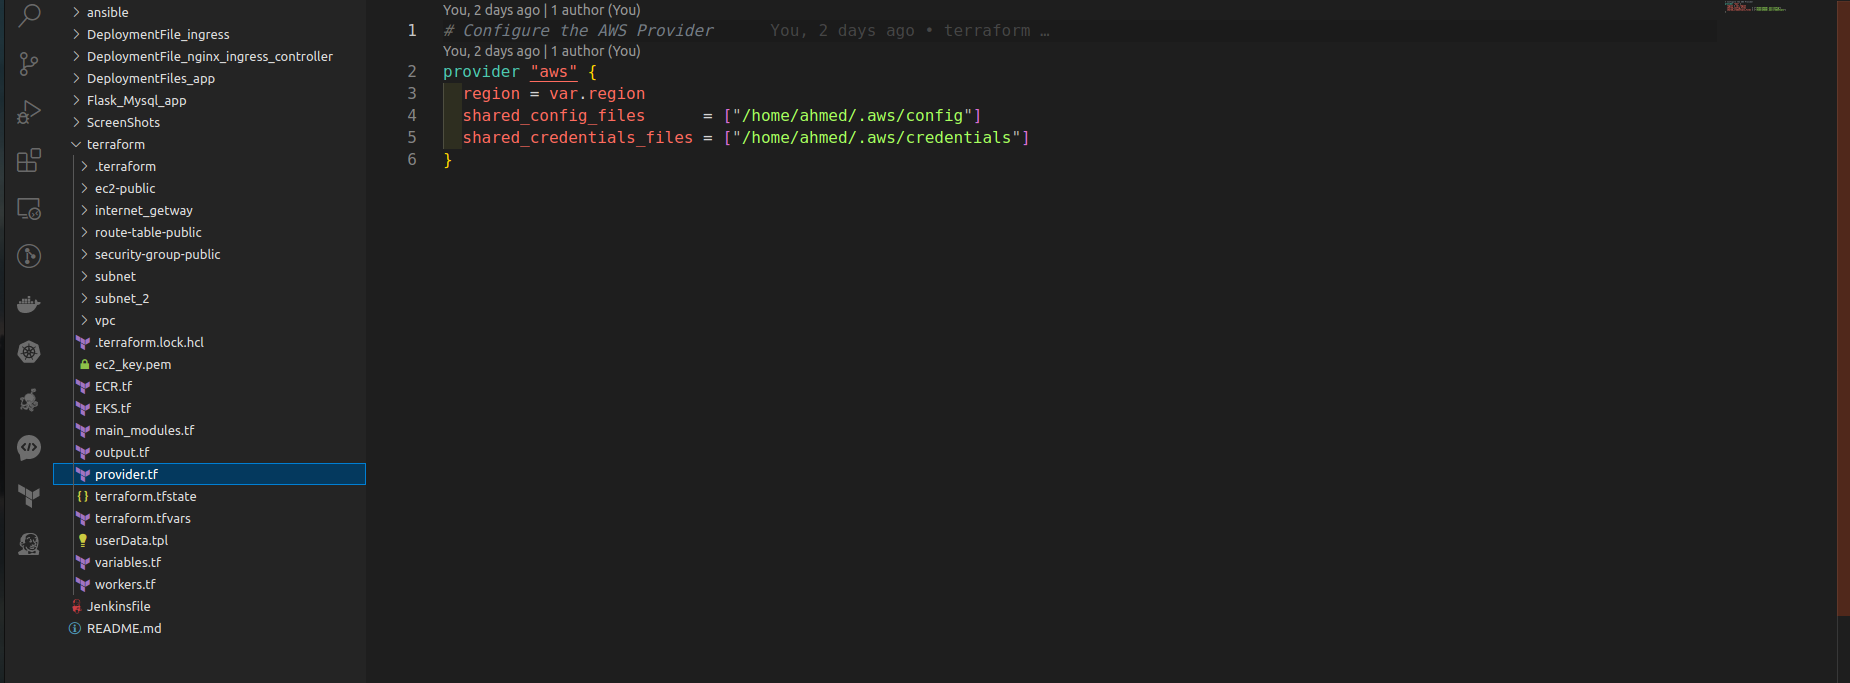 ansible
DeploymentFile_ingress
DeploymentFile_nginx_ingress_controller
DeploymentFiles_app
Flask_Mysql_app
ScreenShots
terraform
.terraform
ec2-public
internet_getway
route-table-public
security-group-public
subnet
subnet_2
vpc
.terraform.lock.hcl
ec2_key.pem
ECR.tf
EKS.tf
main_modules.tf
output.tf
provider.tf
terraform.tfstate
terraform.tfvars
userData.tpl
variables.tf
workers.tf
Jenkinsfile
README.md
You, 2 days ago | 1 author (You)
1 # Configure the AWS Provider You, 2 days ago • terraform …
You, 2 days ago | 1 author (You)
2 provider "aws" {
3 region = var.region
4 shared_config_files = ["/home/ahmed/.aws/config"]
5 shared_credentials_files = ["/home/ahmed/.aws/credentials"]
6 }